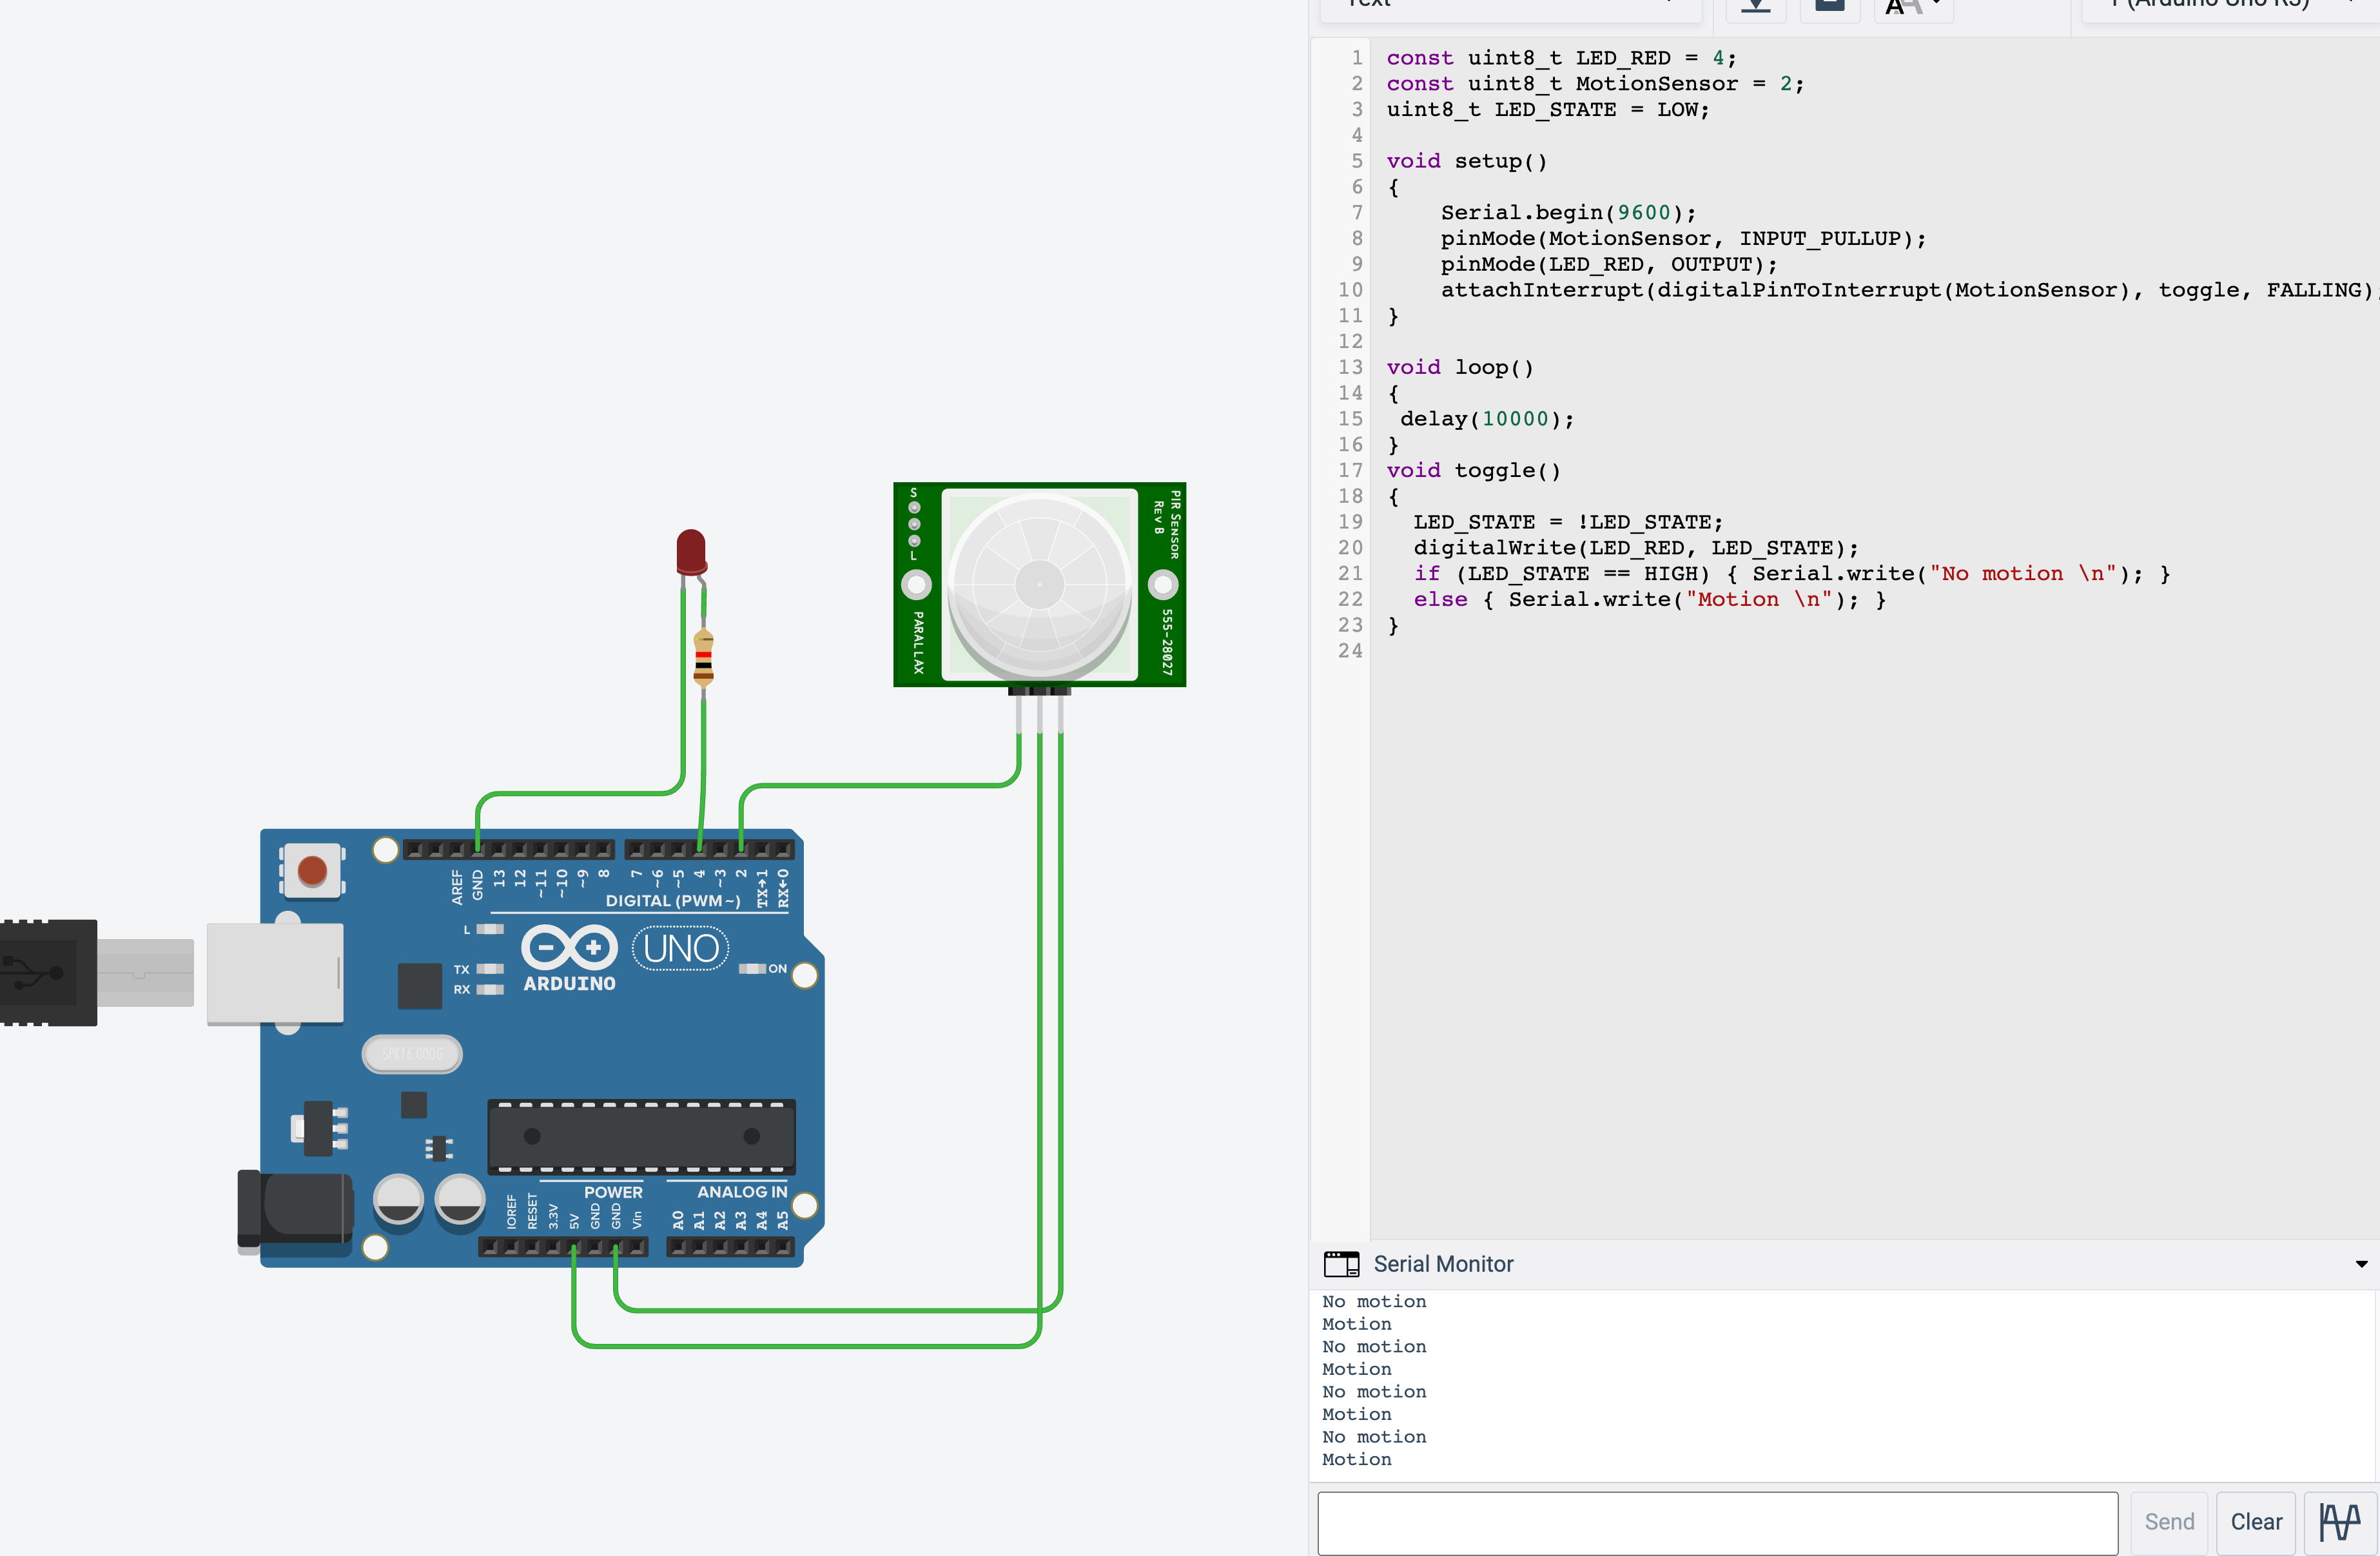 Text
1 (Arduino Uno R3)
1 const uint8_t LED_RED = 4;
2 const uint8_t MotionSensor = 2;
3 uint8_t LED_STATE = LOW;
4
5 void setup()
6 {
7 Serial.begin(9600);
8 pinMode(MotionSensor, INPUT_PULLUP);
9 pinMode(LED_RED, OUTPUT);
10 attachInterrupt(digitalPinToInterrupt(MotionSensor), toggle, FALLING);
11 }
12
13 void loop()
14 {
15 delay(10000);
16 }
17 void toggle()
18 {
19 LED_STATE = !LED_STATE;
20 digitalWrite(LED_RED, LED_STATE);
21 if (LED_STATE == HIGH) { Serial.write("No motion \n"); }
22 else { Serial.write("Motion \n"); }
23 }
24
S
L
PARALLAX
PIR SENSOR
REV B
555-28027
AREF
GND
13
12
~11
~10
~9
8
7
~6
~5
4
~3
2
TX→1
RX←0
DIGITAL (PWM~)
L
TX
RX
ARDUINO
UNO
ON
SPK16.000G
POWER
ANALOG IN
IOREF
RESET
3.3V
5V
GND
GND
Vin
A0
A1
A2
A3
A4
A5
Serial Monitor
No motion
Motion
No motion
Motion
No motion
Motion
No motion
Motion
Send
Clear